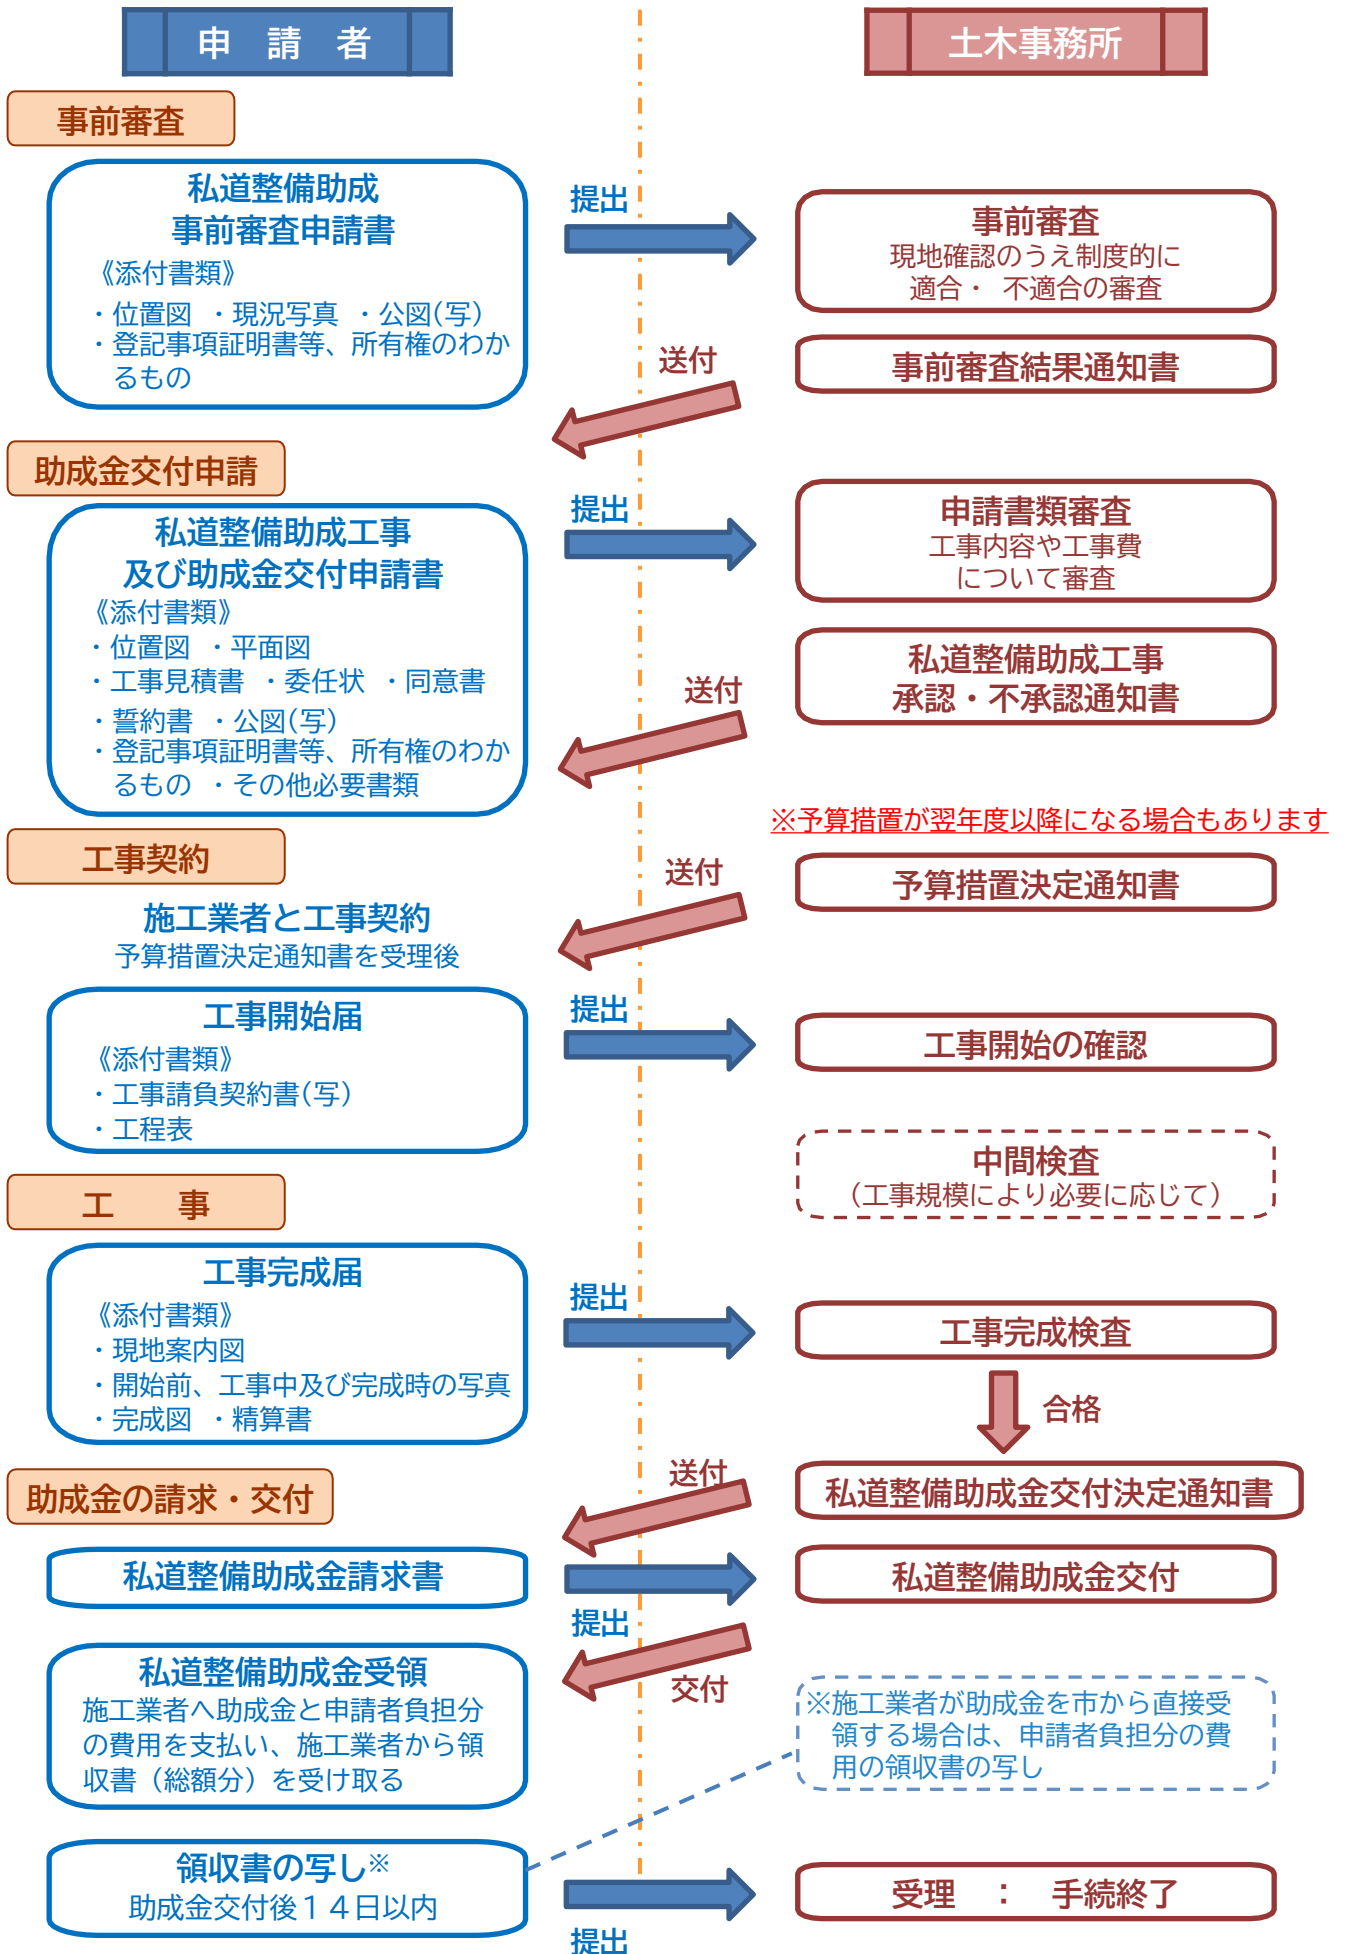 申　請　者
土木事務所
事前審査
私道整備助成
事前審査申請書
《添付書類》
・位置図　・現況写真　・公図(写)
・登記事項証明書等、所有権のわか
るもの
提出
事前審査
現地確認のうえ制度的に
適合・　不適合の審査
送付
事前審査結果通知書
助成金交付申請
私道整備助成工事
及び助成金交付申請書
《添付書類》
・位置図　・平面図
・工事見積書　・委任状　・同意書
・誓約書　・公図(写)
・登記事項証明書等、所有権のわか
るもの　・その他必要書類
提出
申請書類審査
工事内容や工事費
について審査
送付
私道整備助成工事
承認・不承認通知書
※予算措置が翌年度以降になる場合もあります
工事契約
送付
予算措置決定通知書
施工業者と工事契約
予算措置決定通知書を受理後
工事開始届
《添付書類》
・工事請負契約書(写)
・工程表
提出
工事開始の確認
中間検査
（工事規模により必要に応じて）
工　　事
工事完成届
《添付書類》
・現地案内図
・開始前、工事中及び完成時の写真
・完成図　・精算書
提出
工事完成検査
合格
助成金の請求・交付
送付
私道整備助成金交付決定通知書
私道整備助成金請求書
提出
私道整備助成金交付
私道整備助成金受領
施工業者へ助成金と申請者負担分
の費用を支払い、施工業者から領
収書（総額分）を受け取る
交付
※施工業者が助成金を市から直接受
領する場合は、申請者負担分の費
用の領収書の写し
領収書の写し※
助成金交付後１４日以内
提出
受理　：　手続終了